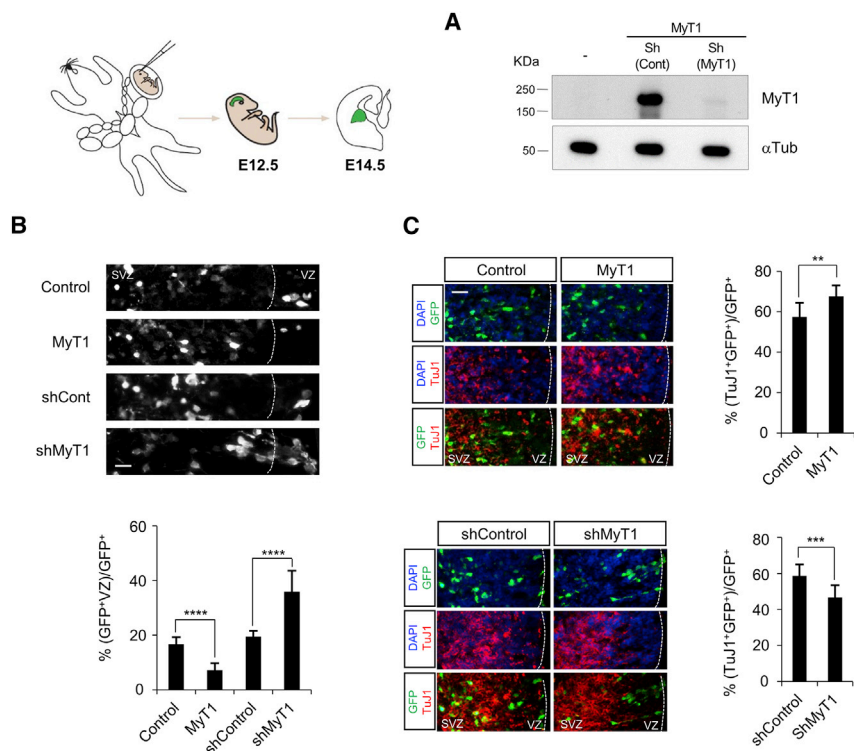 E12.5
E14.5
A
MyT1
Sh
(Cont)
Sh
(MyT1)
-
KDa
250
150
MyT1
50
αTub
B
SVZ
VZ
Control
MyT1
shCont
shMyT1
% (GFP⁺VZ)/GFP⁺
60
40
20
0
****
****
Control
MyT1
shControl
shMyT1
C
Control
MyT1
DAPI
GFP
DAPI
TuJ1
GFP
TuJ1
SVZ
VZ
SVZ
VZ
% (TuJ1⁺GFP⁺)/GFP⁺
80
60
40
20
0
**
Control
MyT1
shControl
shMyT1
DAPI
GFP
DAPI
TuJ1
GFP
TuJ1
SVZ
VZ
SVZ
VZ
% (TuJ1⁺GFP⁺)/GFP⁺
80
60
40
20
0
***
shControl
ShMyT1